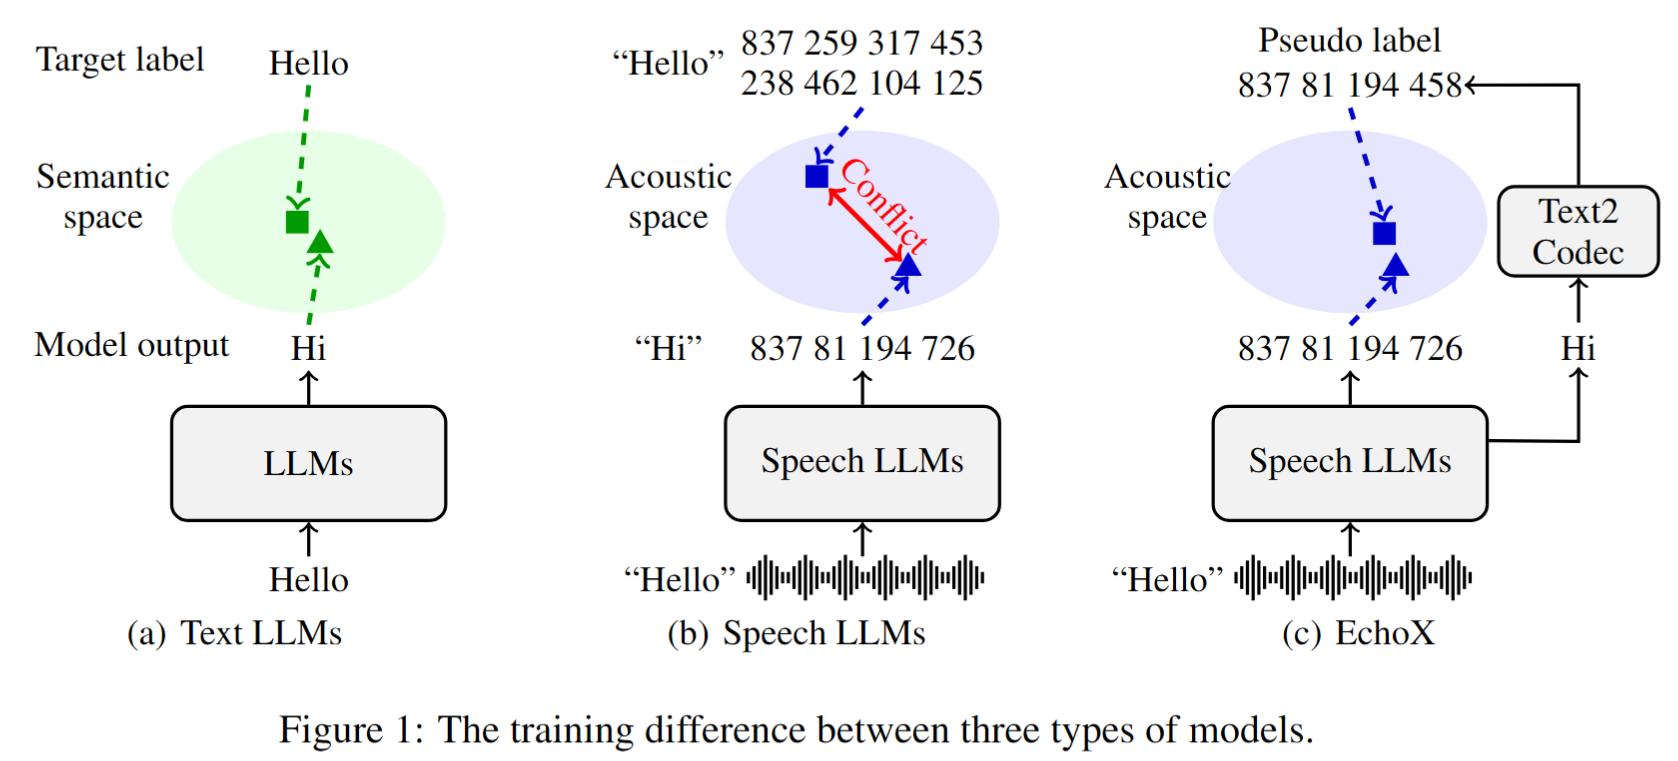 Target label
Hello
Semantic
space
Model output
Hi
LLMs
Hello
(a) Text LLMs
“Hello”
837 259 317 453
238 462 104 125
Acoustic
space
Conflict
“Hi”
837 81 194 726
Speech LLMs
“Hello”
(b) Speech LLMs
Pseudo label
837 81 194 458
Acoustic
space
Text2
Codec
837 81 194 726
Hi
Speech LLMs
“Hello”
(c) EchoX
Figure 1: The training difference between three types of models.